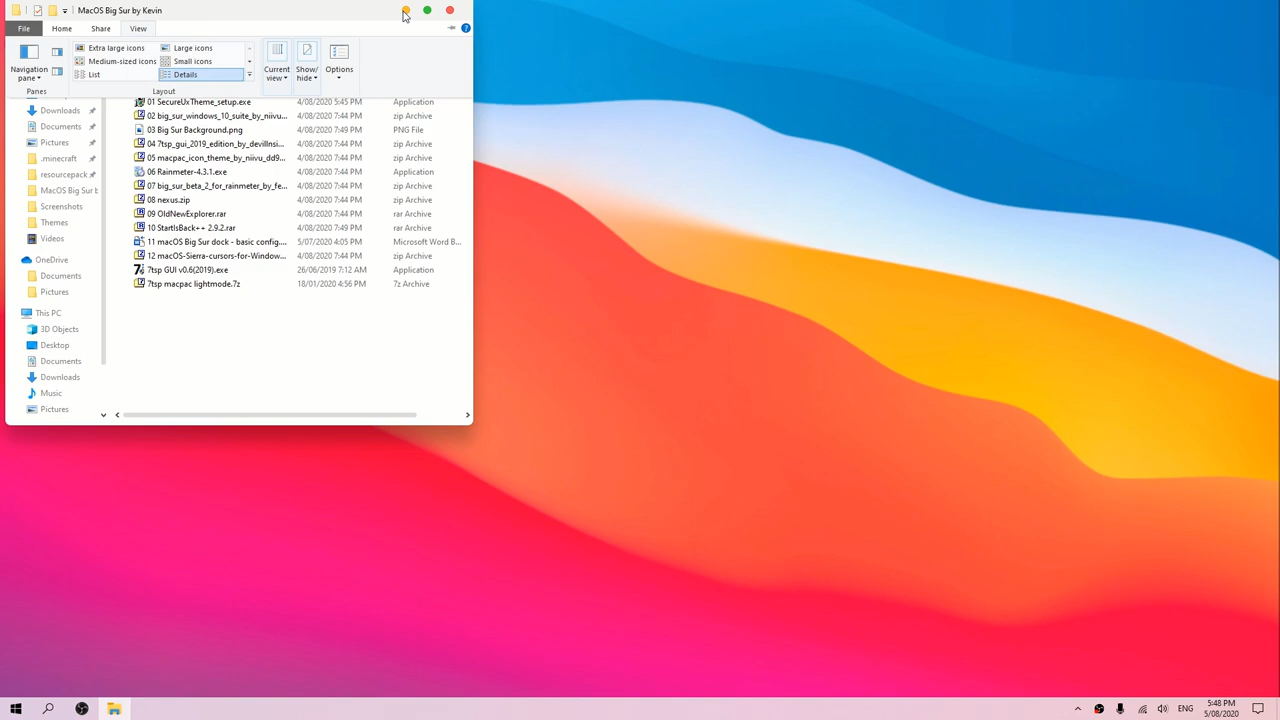 MacOS Big Sur by Kevin
File Home Share View
Navigation pane
Panes
Extra large icons Large icons
Medium-sized icons Small icons
List Details
Layout
Current view
Show/hide
Options
Downloads
Documents
Pictures
.minecraft
resourcepack
MacOS Big Sur b
Screenshots
Themes
Videos
OneDrive
Documents
Pictures
This PC
3D Objects
Desktop
Documents
Downloads
Music
Pictures
01 SecureUxTheme_setup.exe 4/08/2020 5:45 PM Application
02 big_sur_windows_10_suite_by_niivu... 4/08/2020 7:44 PM zip Archive
03 Big Sur Background.png 4/08/2020 7:49 PM PNG File
04 7tsp_gui_2019_edition_by_devillnsi... 4/08/2020 7:44 PM zip Archive
05 macpac_icon_theme_by_niivu_dd9... 4/08/2020 7:44 PM zip Archive
06 Rainmeter-4.3.1.exe 4/08/2020 7:44 PM Application
07 big_sur_beta_2_for_rainmeter_by_fe... 4/08/2020 7:44 PM zip Archive
08 nexus.zip 4/08/2020 7:44 PM zip Archive
09 OldNewExplorer.rar 4/08/2020 7:44 PM rar Archive
10 StartIsBack++ 2.9.2.rar 4/08/2020 7:44 PM rar Archive
11 macOS Big Sur dock - basic config.... 5/07/2020 4:05 PM Microsoft Word B...
12 macOS-Sierra-cursors-for-Window... 4/08/2020 7:44 PM zip Archive
7tsp GUI v0.6(2019).exe 26/06/2019 7:12 AM Application
7tsp macpac lightmode.7z 18/01/2020 4:56 PM 7z Archive
ENG
5:48 PM
5/08/2020